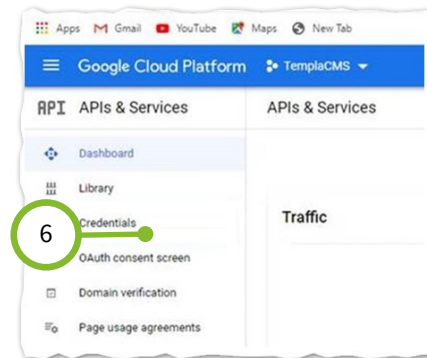 Apps Gmail YouTube Maps New Tab
Google Cloud Platform TemplaCMS
API APIs & Services APIs & Services
Dashboard
Library
Credentials
Traffic
6
OAuth consent screen
Domain verification
Page usage agreements